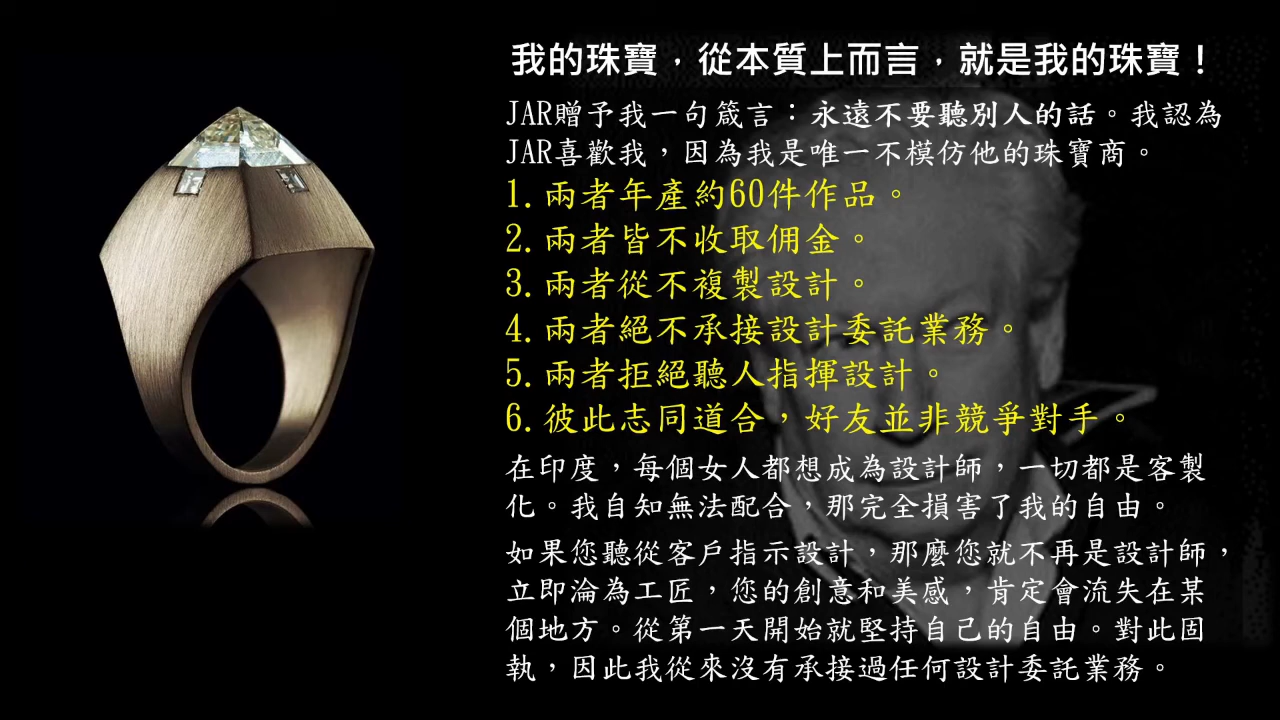 我的珠寶，從本質上而言，就是我的珠寶！
JAR贈予我一句箴言：永遠不要聽別人的話。我認為
JAR喜歡我，因為我是唯一不模仿他的珠寶商。
1.兩者年產約60件作品。
2.兩者皆不收取佣金。
3.兩者從不複製設計。
4.兩者絕不承接設計委託業務。
5.兩者拒絕聽人指揮設計。
6.彼此志同道合，好友並非競爭對手。
在印度，每個女人都想成為設計師，一切都是客製
化。我自知無法配合，那完全損害了我的自由。
如果您聽從客戶指示設計，那麼您就不再是設計師，
立即淪為工匠，您的創意和美感，肯定會流失在某
個地方。從第一天開始就堅持自己的自由。對此固
執，因此我從來沒有承接過任何設計委託業務。